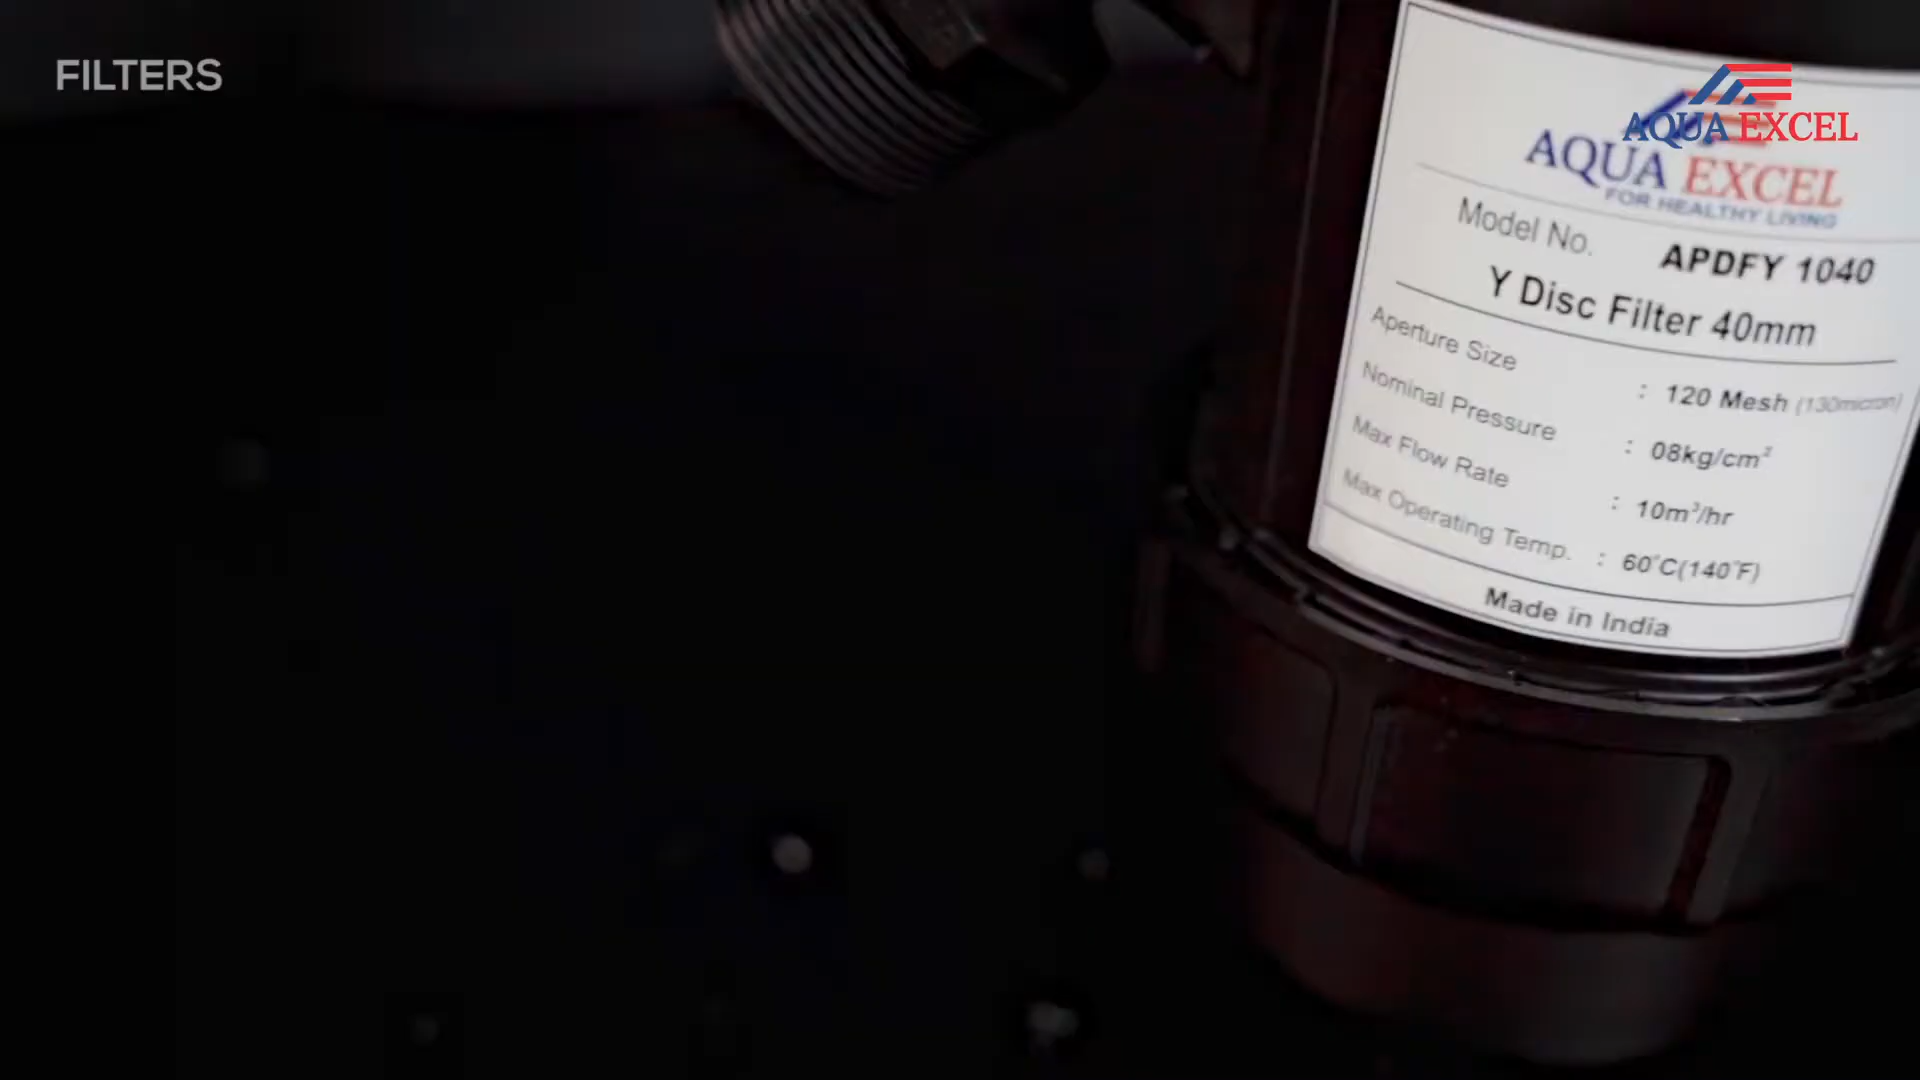 FILTERS
AQUA EXCEL
AQUA EXCEL
FOR HEALTHY LIVING
Model No. APDFY 1040
Y Disc Filter 40mm
Aperture Size : 120 Mesh (130micron)
Nominal Pressure : 08kg/cm²
Max Flow Rate : 10m³/hr
Max Operating Temp. : 60°C(140°F)
Made in India